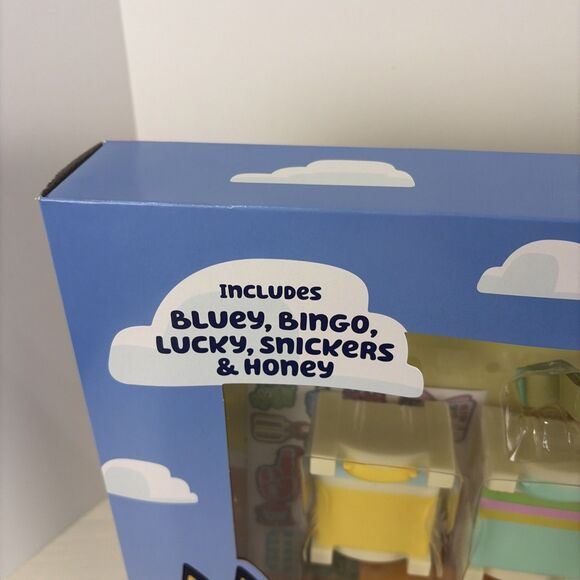 INCLUDES
BLUEY, BINGO,
LUCKY, SNICKERS
& HONEY